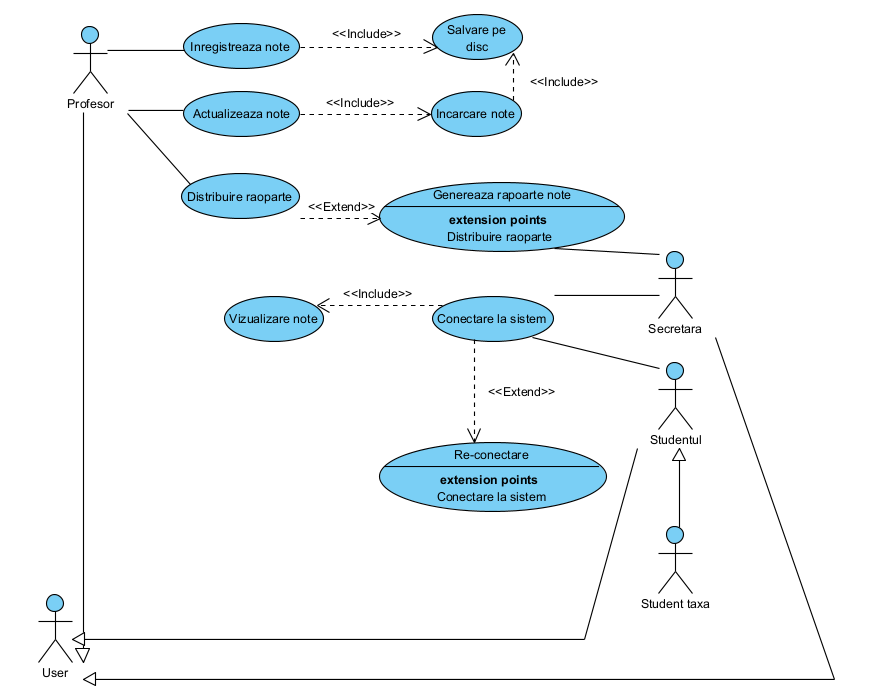 <<Include>>
Salvare pe
disc
Inregistreaza note
<<Include>>
Profesor
<<Include>>
Actualizeaza note
Incarcare note
Distribuire raoparte
<<Extend>>
Genereaza rapoarte note
extension points
Distribuire raoparte
<<Include>>
Vizualizare note
Conectare la sistem
Secretara
<<Extend>>
Studentul
Re-conectare
extension points
Conectare la sistem
Student taxa
User